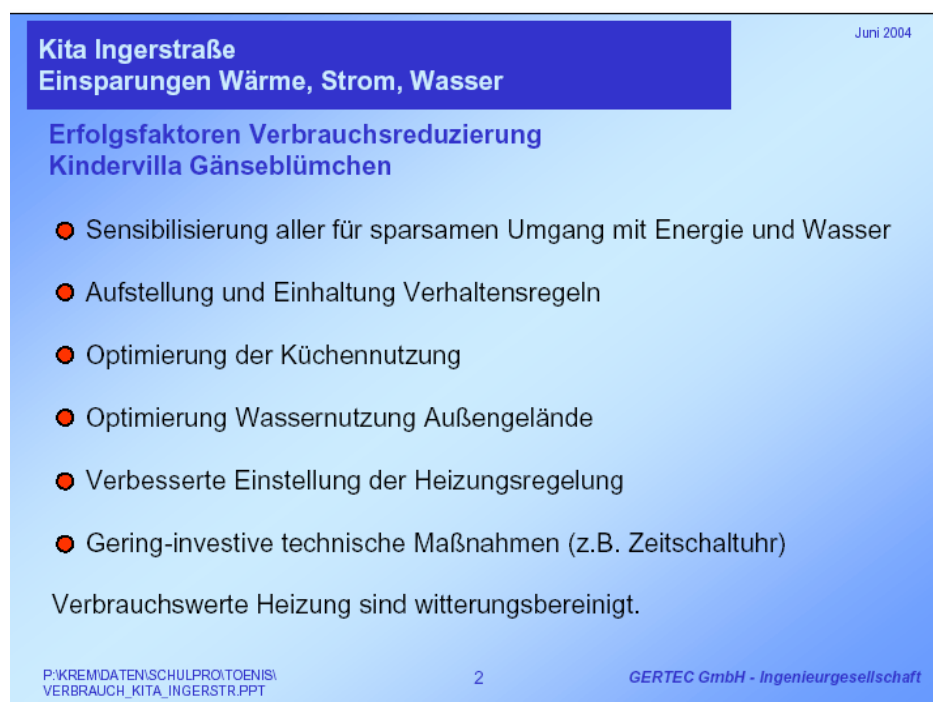 Juni 2004
Kita Ingerstraße
Einsparungen Wärme, Strom, Wasser
Erfolgsfaktoren Verbrauchsreduzierung
Kindervilla Gänseblümchen
Sensibilisierung aller für sparsamen Umgang mit Energie und Wasser
Aufstellung und Einhaltung Verhaltensregeln
Optimierung der Küchennutzung
Optimierung Wassernutzung Außengelände
Verbesserte Einstellung der Heizungsregelung
Gering-investive technische Maßnahmen (z.B. Zeitschaltuhr)
Verbrauchswerte Heizung sind witterungsbereinigt.
P:\KREM\DATEN\SCHULPRO\TOENIS\
VERBRAUCH_KITA_INGERSTR.PPT
2
GERTEC GmbH - Ingenieurgesellschaft